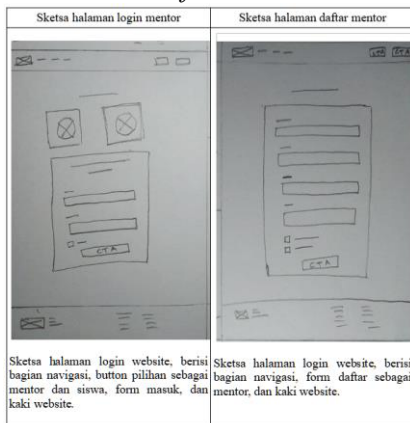 Sketsa halaman login mentor
Sketsa halaman daftar mentor
CTA
CTA
CTA
CTA
Sketsa halaman login website, berisi
bagian navigasi, button pilihan sebagai
mentor dan siswa, form masuk, dan
kaki website.
Sketsa halaman login website, berisi
bagian navigasi, form daftar sebagai
mentor, dan kaki website.